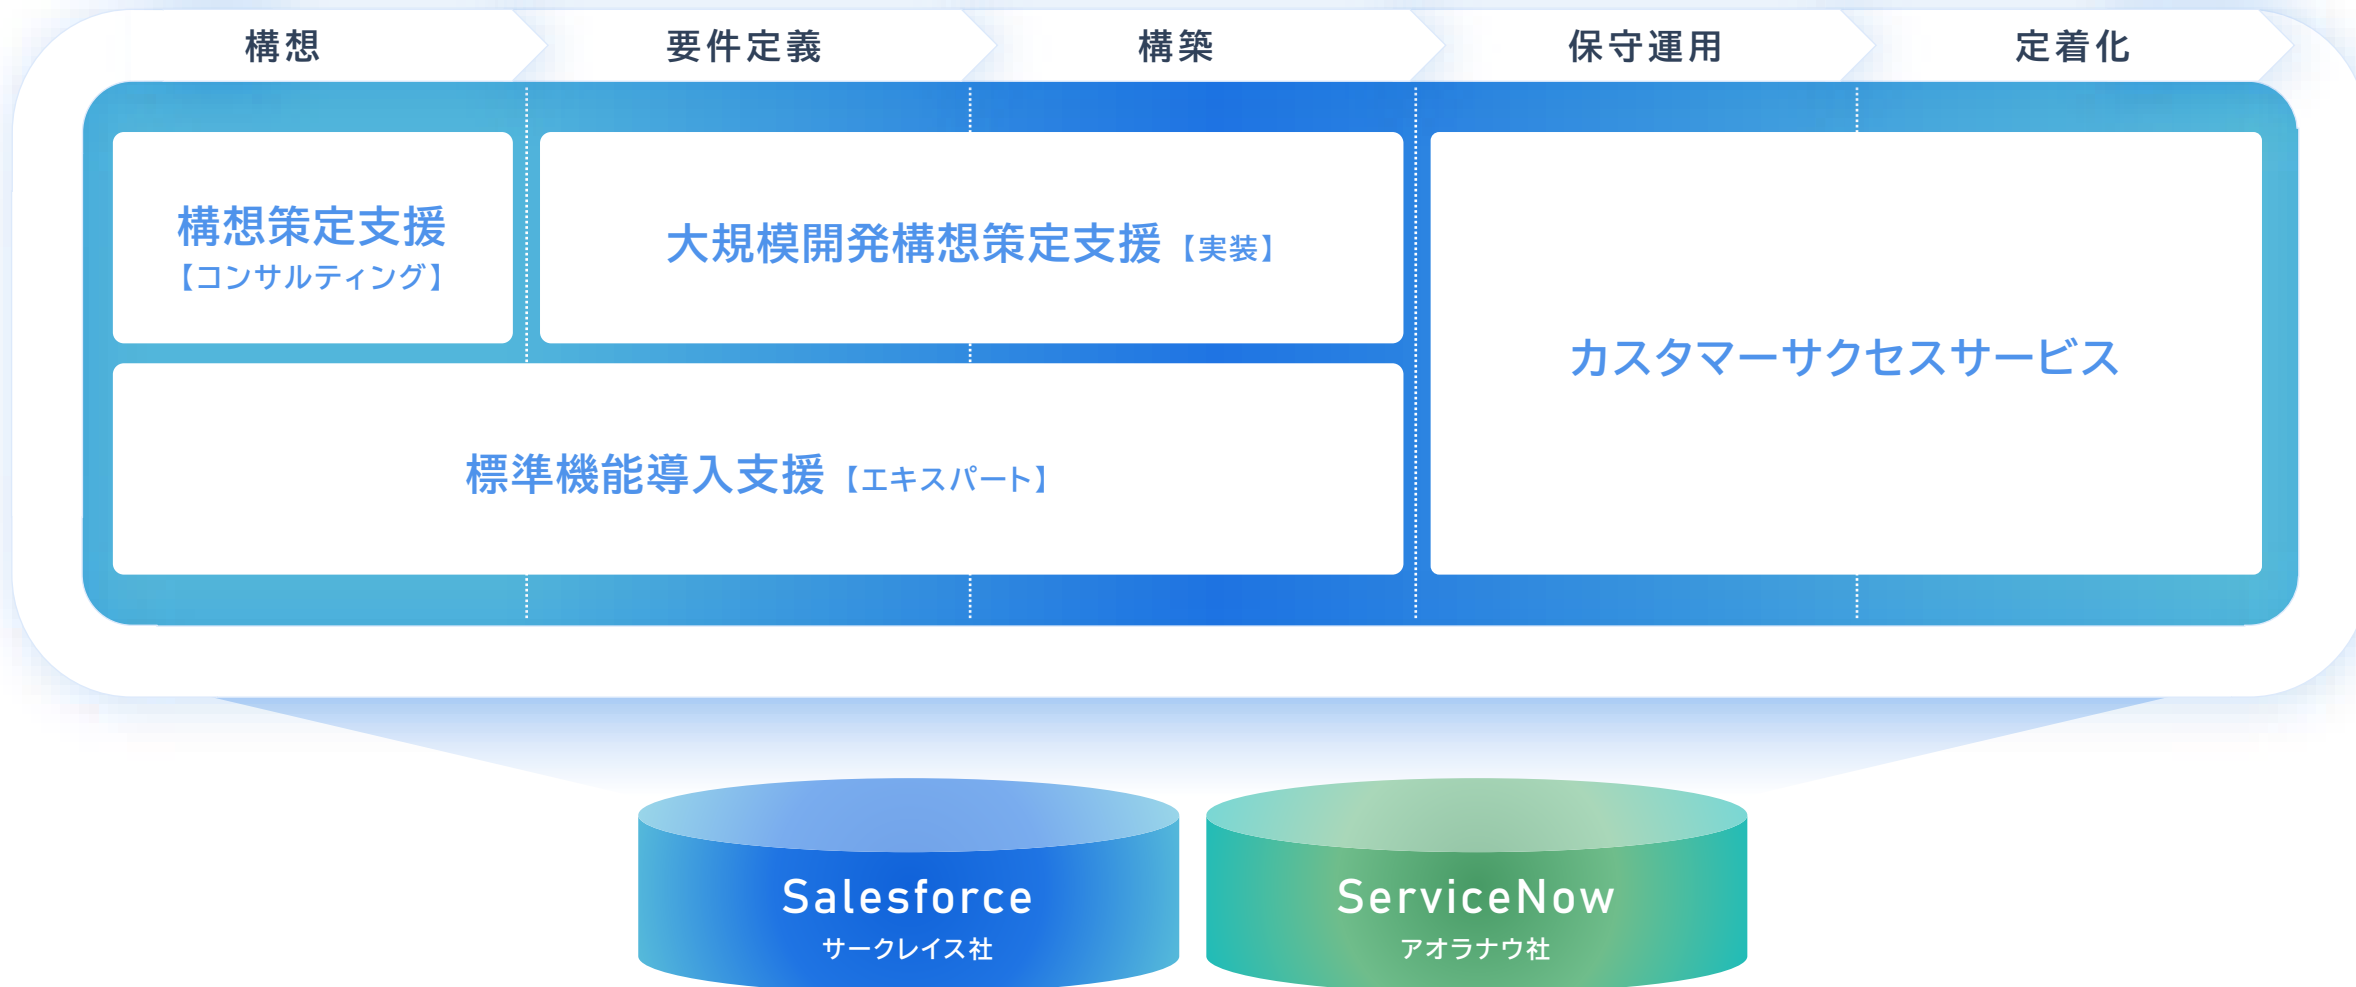 構想
要件定義
構築
保守運用
定着化
構想策定支援
【コンサルティング】
大規模開発構想策定支援【実装】
カスタマーサクセスサービス
標準機能導入支援【エキスパート】
Salesforce
サークレイス社
ServiceNow
アオラナウ社